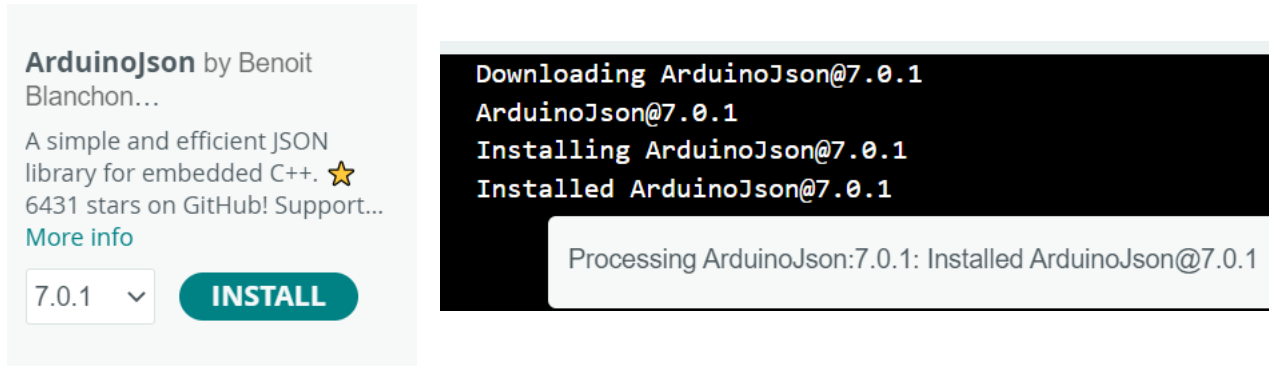 ArduinoJson by Benoit
Blanchon...
A simple and efficient JSON
library for embedded C++. ⭐
6431 stars on GitHub! Support...
More info
7.0.1
INSTALL
Downloading ArduinoJson@7.0.1
ArduinoJson@7.0.1
Installing ArduinoJson@7.0.1
Installed ArduinoJson@7.0.1
Processing ArduinoJson:7.0.1: Installed ArduinoJson@7.0.1